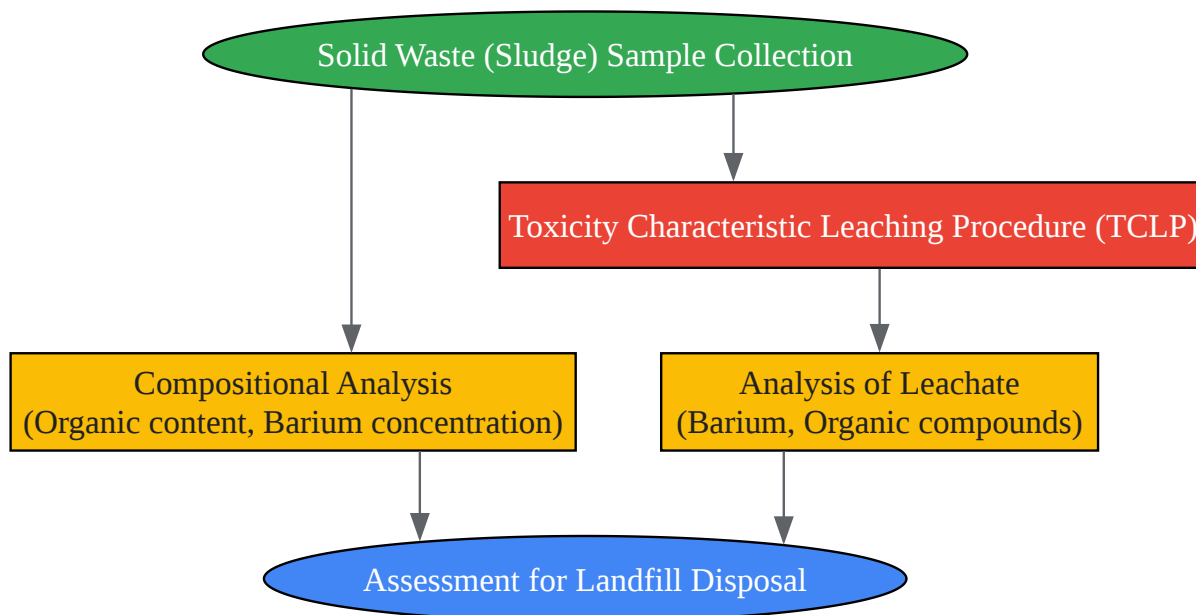 Solid Waste (Sludge) Sample Collection
Toxicity Characteristic Leaching Procedure (TCLP)
Compositional Analysis
(Organic content, Barium concentration)
Analysis of Leachate
(Barium, Organic compounds)
Assessment for Landfill Disposal